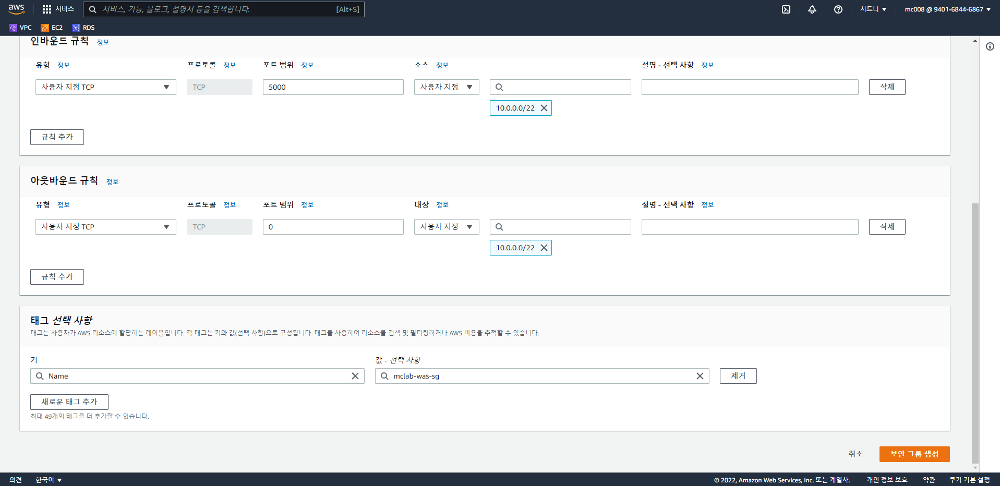 aws 서비스 서비스, 기능, 블로그, 설명서 등을 검색합니다. [Alt+S] 시드니 ▼ mc008 @ 9401-6844-6867 ▼
VPC EC2 RDS
인바운드 규칙 정보
유형 정보 프로토콜 정보 포트 범위 정보 소스 정보 설명 - 선택 사항 정보
사용자 지정 TCP TCP 5000 사용자 지정 삭제
10.0.0.0/22
규칙 추가
아웃바운드 규칙 정보
유형 정보 프로토콜 정보 포트 범위 정보 대상 정보 설명 - 선택 사항 정보
사용자 지정 TCP TCP 0 사용자 지정 삭제
10.0.0.0/22
규칙 추가
태그 선택 사항
태그는 사용자가 AWS 리소스에 할당하는 레이블입니다. 각 태그는 키와 값(선택 사항)으로 구성됩니다. 태그를 사용하여 리소스를 검색 및 필터링하거나 AWS 비용을 추적할 수 있습니다.
키 값 - 선택 사항
Name mclab-was-sg 제거
새로운 태그 추가
최대 49개의 태그를 더 추가할 수 있습니다.
취소 보안 그룹 생성
의견 한국어 ▼ © 2022, Amazon Web Services, Inc. 또는 계열사. 개인 정보 보호 약관 쿠키 기본 설정